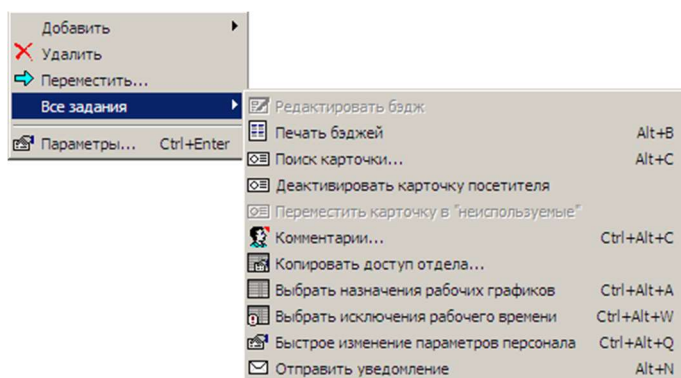 Добавить
Удалить
Переместить...
Все задания
Параметры... Ctrl+Enter
Редактировать бэдж
Печать бэджей Alt+B
Поиск карточки... Alt+C
Деактивировать карточку посетителя
Переместить карточку в "неиспользуемые"
Комментарии... Ctrl+Alt+C
Копировать доступ отдела...
Выбрать назначения рабочих графиков Ctrl+Alt+A
Выбрать исключения рабочего времени Ctrl+Alt+W
Быстрое изменение параметров персонала Ctrl+Alt+Q
Отправить уведомление Alt+N